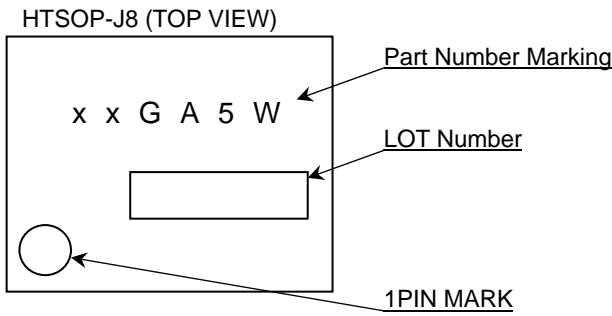 HTSOP-J8 (TOP VIEW)
Part Number Marking
x x G A 5 W
LOT Number
1PIN MARK